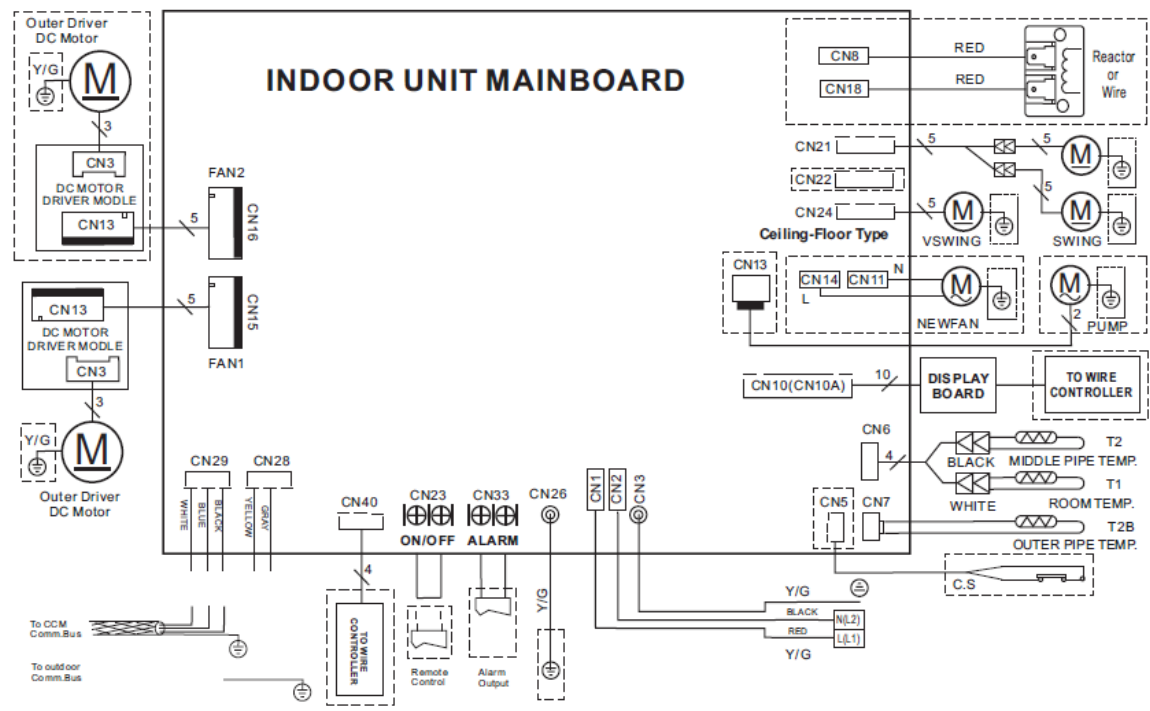 Outer Driver
DC Motor
Y/G
M
3
CN3
DC MOTOR
DRIVER MODLE
CN13
5
FAN2
CN16
INDOOR UNIT MAINBOARD
CN8
RED
CN18
RED
Reactor
or
Wire
CN21
5
5
M
CN22
5
CN24
5
M
M
Ceiling-Floor Type
VSWING
SWING
CN13
CN14
CN11
N
L
M
NEWFAN
M
2
PUMP
CN13
5
CN15
FAN1
DC MOTOR
DRIVER MODLE
CN3
3
Y/G
M
Outer Driver
DC Motor
CN10(CN10A)
10
DISPLAY
BOARD
TO WIRE
CONTROLLER
CN6
4
BLACK
T2
MIDDLE PIPE TEMP.
T1
WHITE
ROOM TEMP.
CN5
CN7
T2B
OUTER PIPE TEMP.
C.S
CN29
WHITE
BLUE
BLACK
CN28
YELLOW
GRAY
CN40
4
TO WIRE
CONTROLLER
CN23
ON/OFF
Remote
Control
CN33
ALARM
Alarm
Output
CN26
Y/G
CN1
CN2
CN3
Y/G
BLACK
N(L2)
RED
L(L1)
Y/G
To CCM
Comm.Bus
To outdoor
Comm.Bus